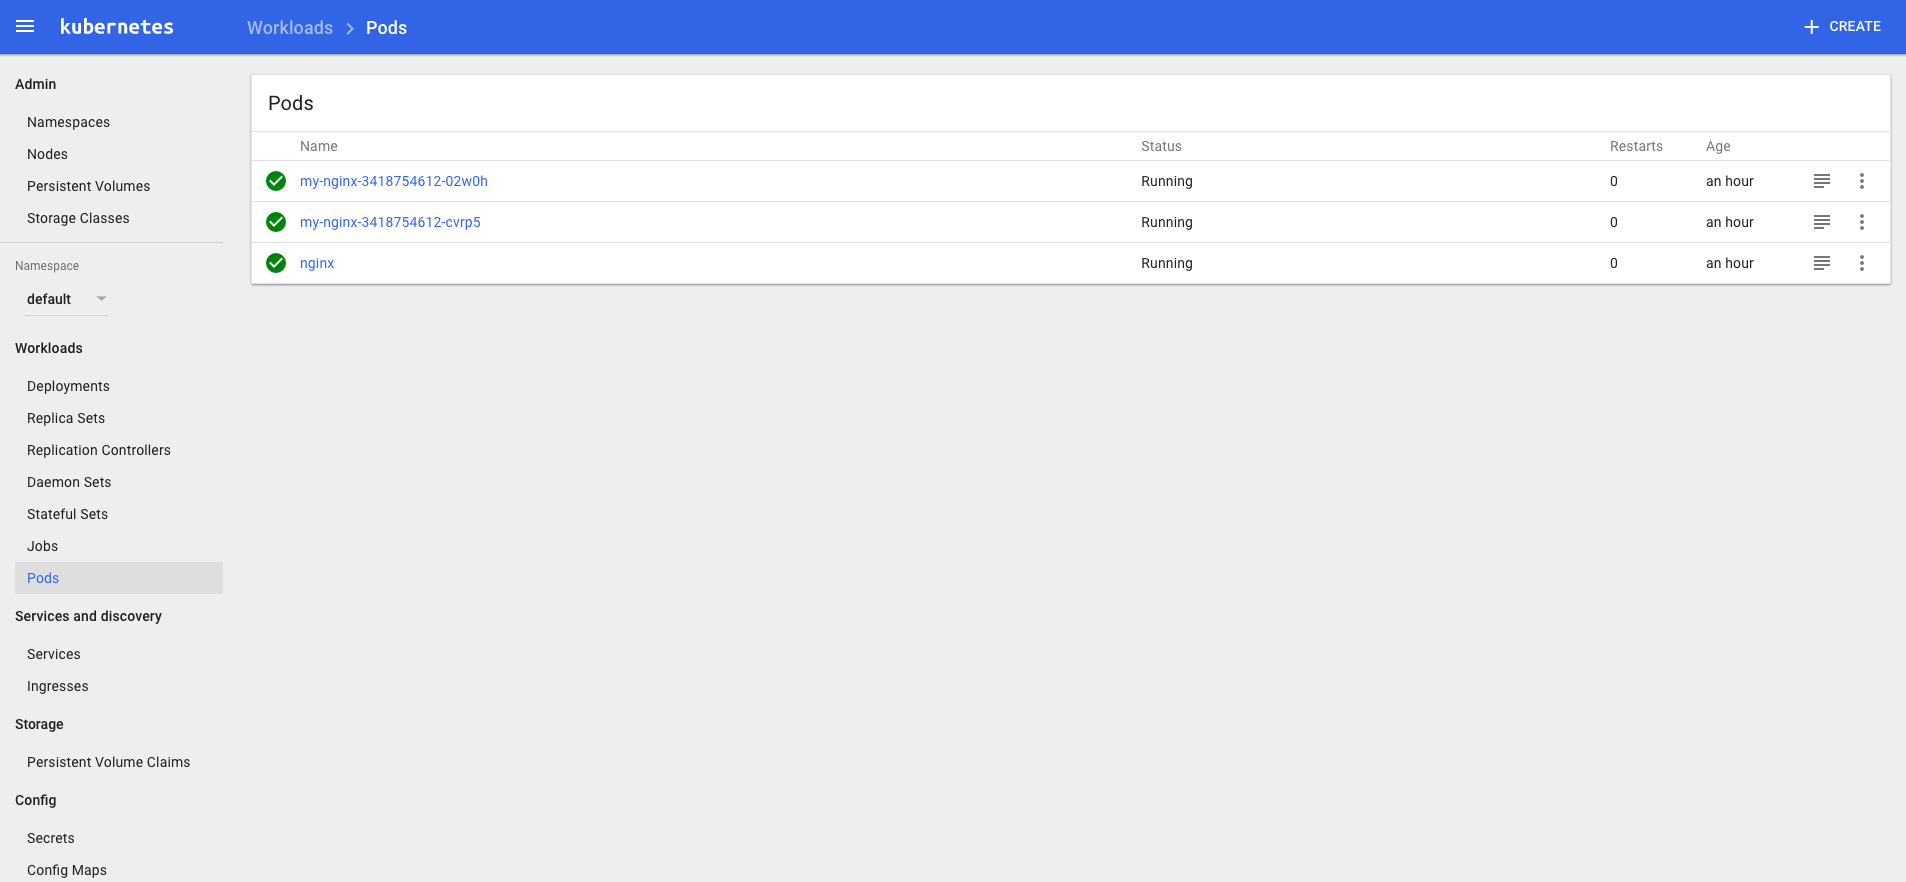 kubernetes
Workloads > Pods
CREATE
Admin
Namespaces
Nodes
Persistent Volumes
Storage Classes
Namespace
default
Workloads
Deployments
Replica Sets
Replication Controllers
Daemon Sets
Stateful Sets
Jobs
Pods
Services and discovery
Services
Ingresses
Storage
Persistent Volume Claims
Config
Secrets
Config Maps
Pods
Name Status Restarts Age
my-nginx-3418754612-02w0h Running 0 an hour
my-nginx-3418754612-cvrp5 Running 0 an hour
nginx Running 0 an hour